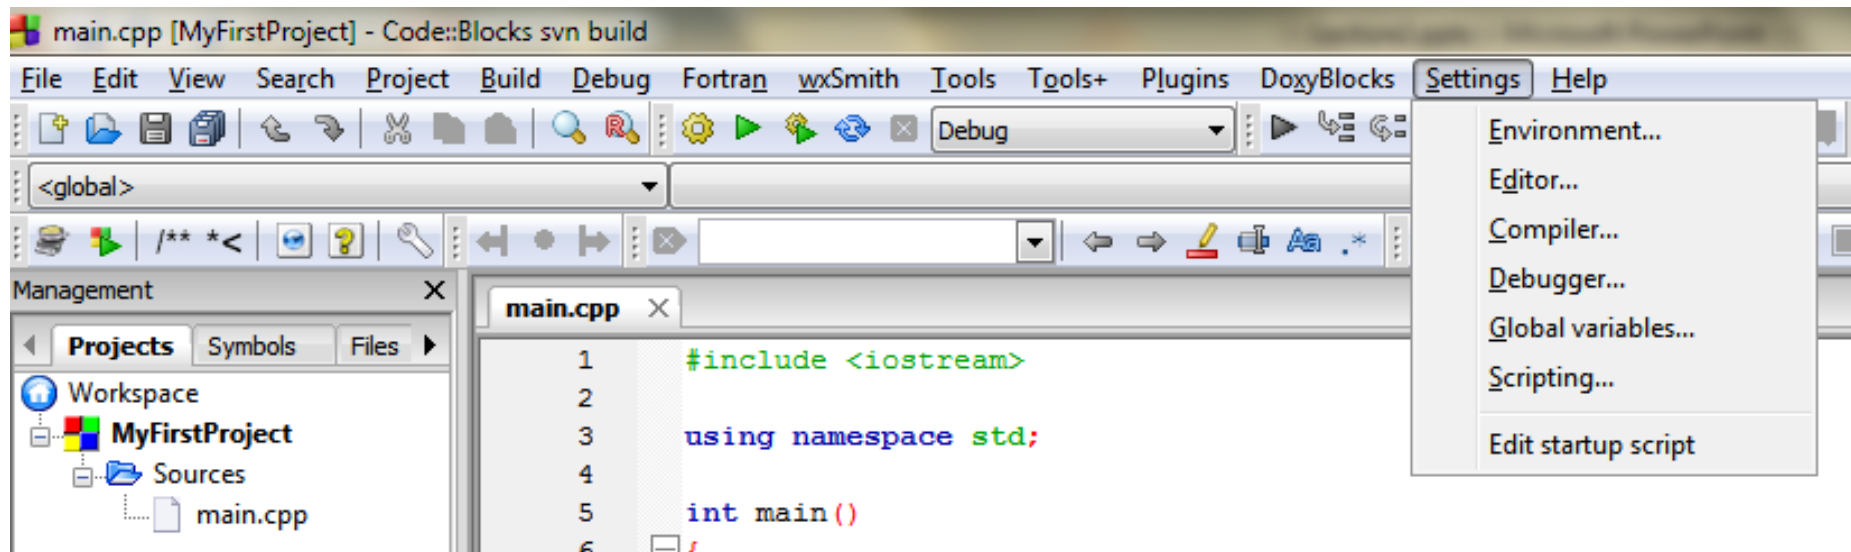 main.cpp [MyFirstProject] - Code::Blocks svn build
File Edit View Search Project Build Debug Fortran wxSmith Tools Tools+ Plugins DoxyBlocks Settings Help
Debug
<global>
/** *<
Aa .*
Environment...
Editor...
Compiler...
Debugger...
Global variables...
Scripting...
Edit startup script
Management
Projects Symbols Files
Workspace
MyFirstProject
Sources
main.cpp
main.cpp
1 #include <iostream>
2
3 using namespace std;
4
5 int main()
6 {